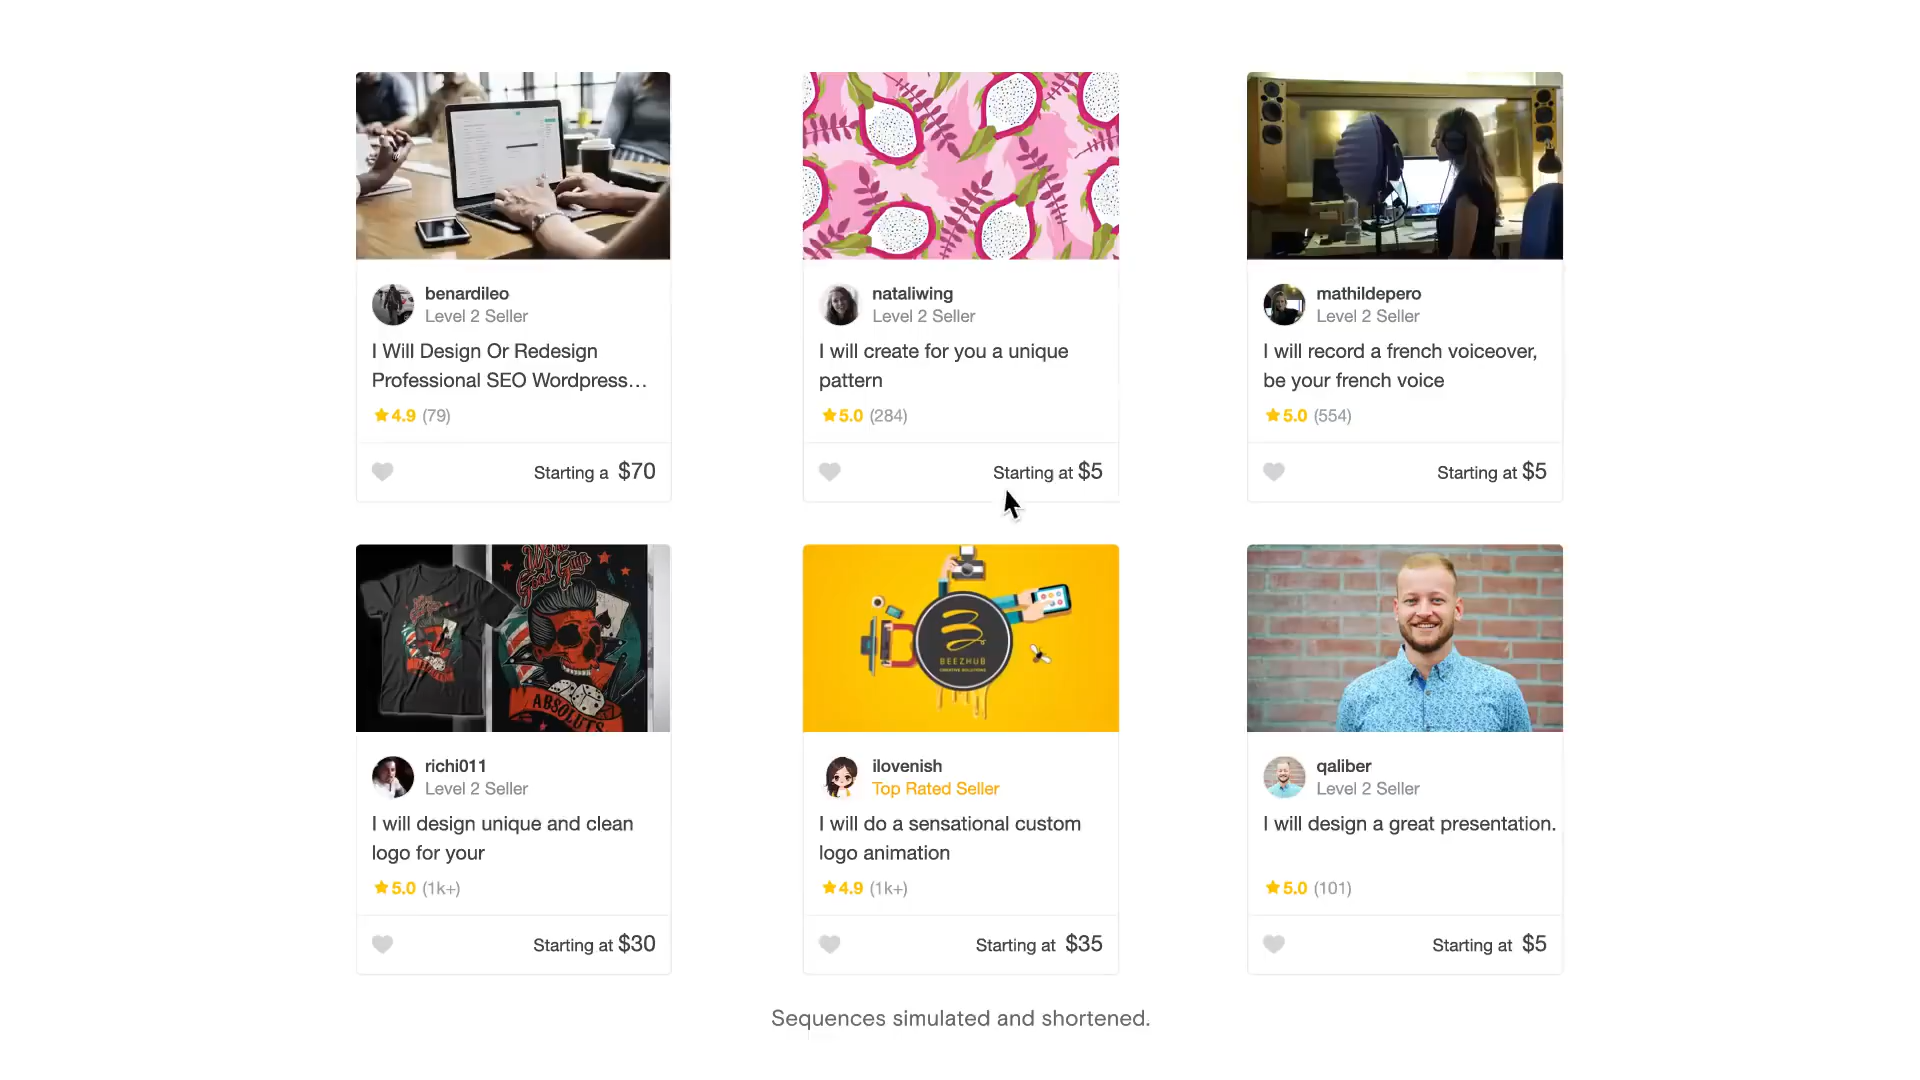 benardileo
Level 2 Seller
I Will Design Or Redesign
Professional SEO Wordpress…
4.9 (79)
Starting a $70
nataliwing
Level 2 Seller
I will create for you a unique
pattern
5.0 (284)
Starting at $5
mathildepero
Level 2 Seller
I will record a french voiceover,
be your french voice
5.0 (554)
Starting at $5
ABSOLUTS
richi011
Level 2 Seller
I will design unique and clean
logo for your
5.0 (1k+)
Starting at $30
BEEZHUB
CREATIVE SOLUTIONS
ilovenish
Top Rated Seller
I will do a sensational custom
logo animation
4.9 (1k+)
Starting at $35
qaliber
Level 2 Seller
I will design a great presentation.
5.0 (101)
Starting at $5
Sequences simulated and shortened.